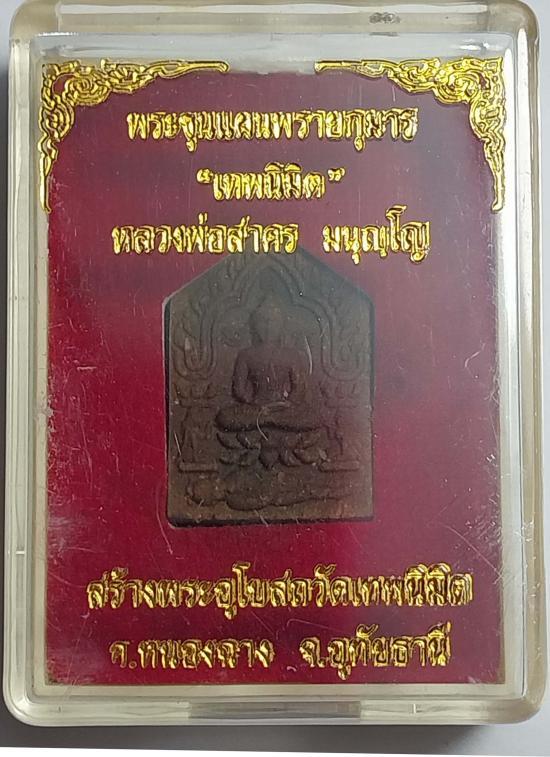 พระขุนแผนพรายกุมาร
“เทพนิมิต”
หลวงพ่อสาคร มนุญโญ
สร้างพระอุโบสถวัดเทพนิมิต
ต.หนองฉาง จ.อุทัยธานี